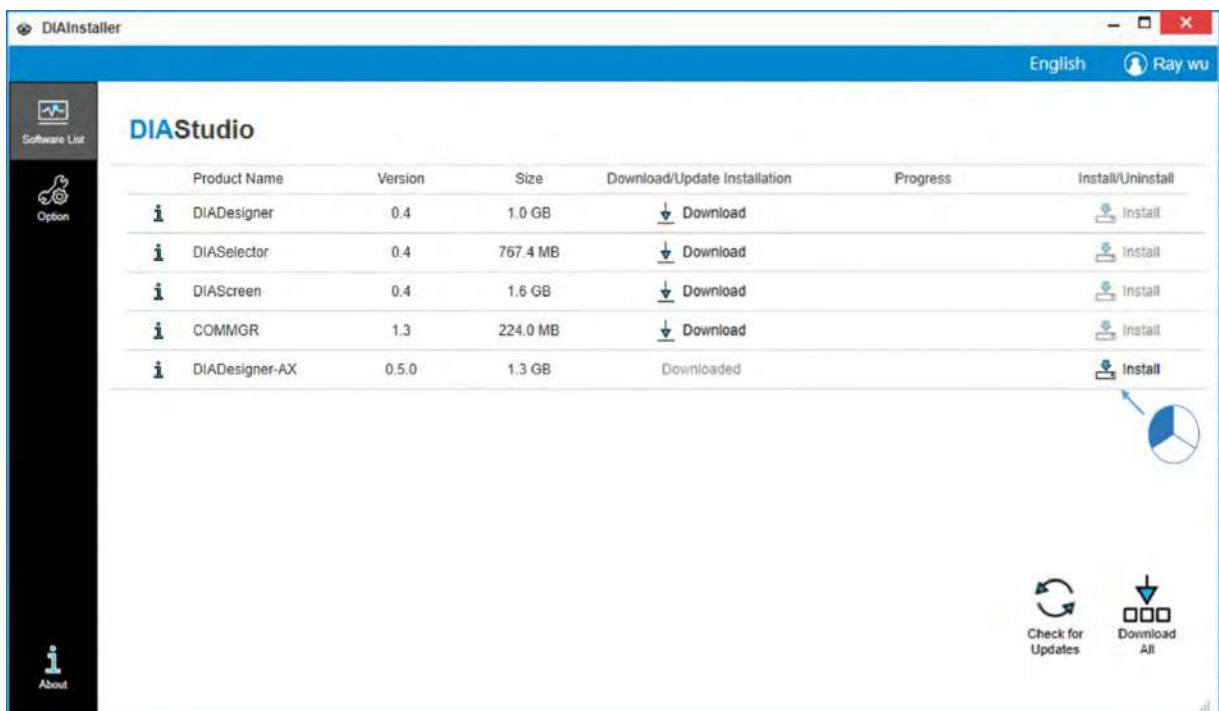 DIAInstaller
English Ray wu
Software List
Option
DIAStudio
Product Name Version Size Download/Update Installation Progress Install/Uninstall
i DIADesigner 0.4 1.0 GB Download Install
i DIASelector 0.4 767.4 MB Download Install
i DIAScreen 0.4 1.6 GB Download Install
i COMMGR 1.3 224.0 MB Download Install
i DIADesigner-AX 0.5.0 1.3 GB Downloaded Install
Check for
Updates
Download
All
i
About